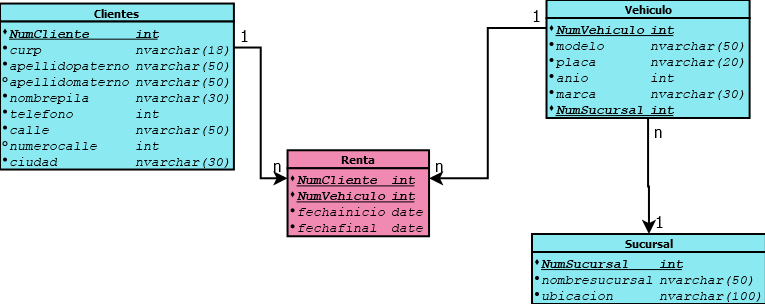 Clientes
NumCliente int
curp nvarchar(18)
apellidopaterno nvarchar(50)
apellidomaterno nvarchar(50)
nombrepila nvarchar(30)
telefono int
calle nvarchar(50)
numerocalle int
ciudad nvarchar(30)
1
n
Renta
NumCliente int
NumVehiculo int
fechainicio date
fechafinal date
n
1
Vehiculo
NumVehiculo int
modelo nvarchar(50)
placa nvarchar(20)
anio int
marca nvarchar(30)
NumSucursal int
n
1
Sucursal
NumSucursal int
nombresucursal nvarchar(50)
ubicacion nvarchar(100)